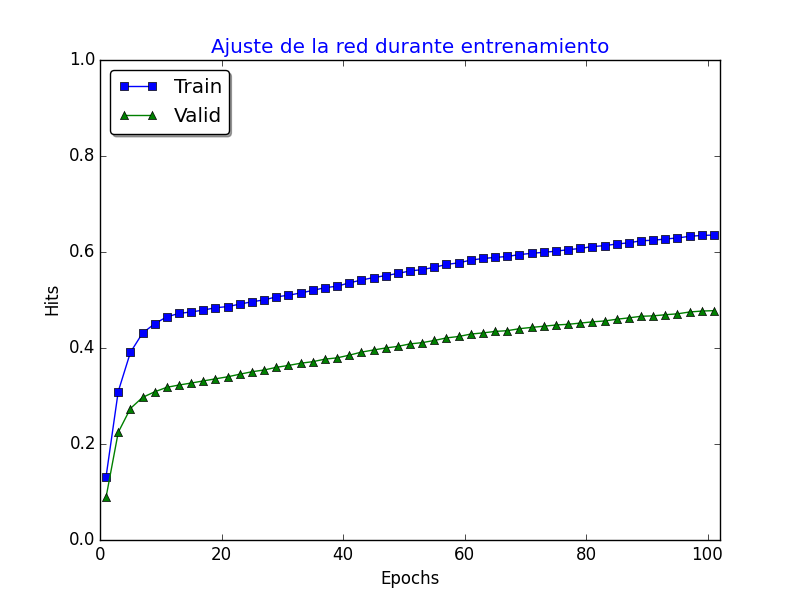 Ajuste de la red durante entrenamiento
1.0
Train
Valid
0.8
0.6
Hits
0.4
0.2
0.0
0 20 40 60 80 100
Epochs